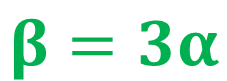 β = 3α